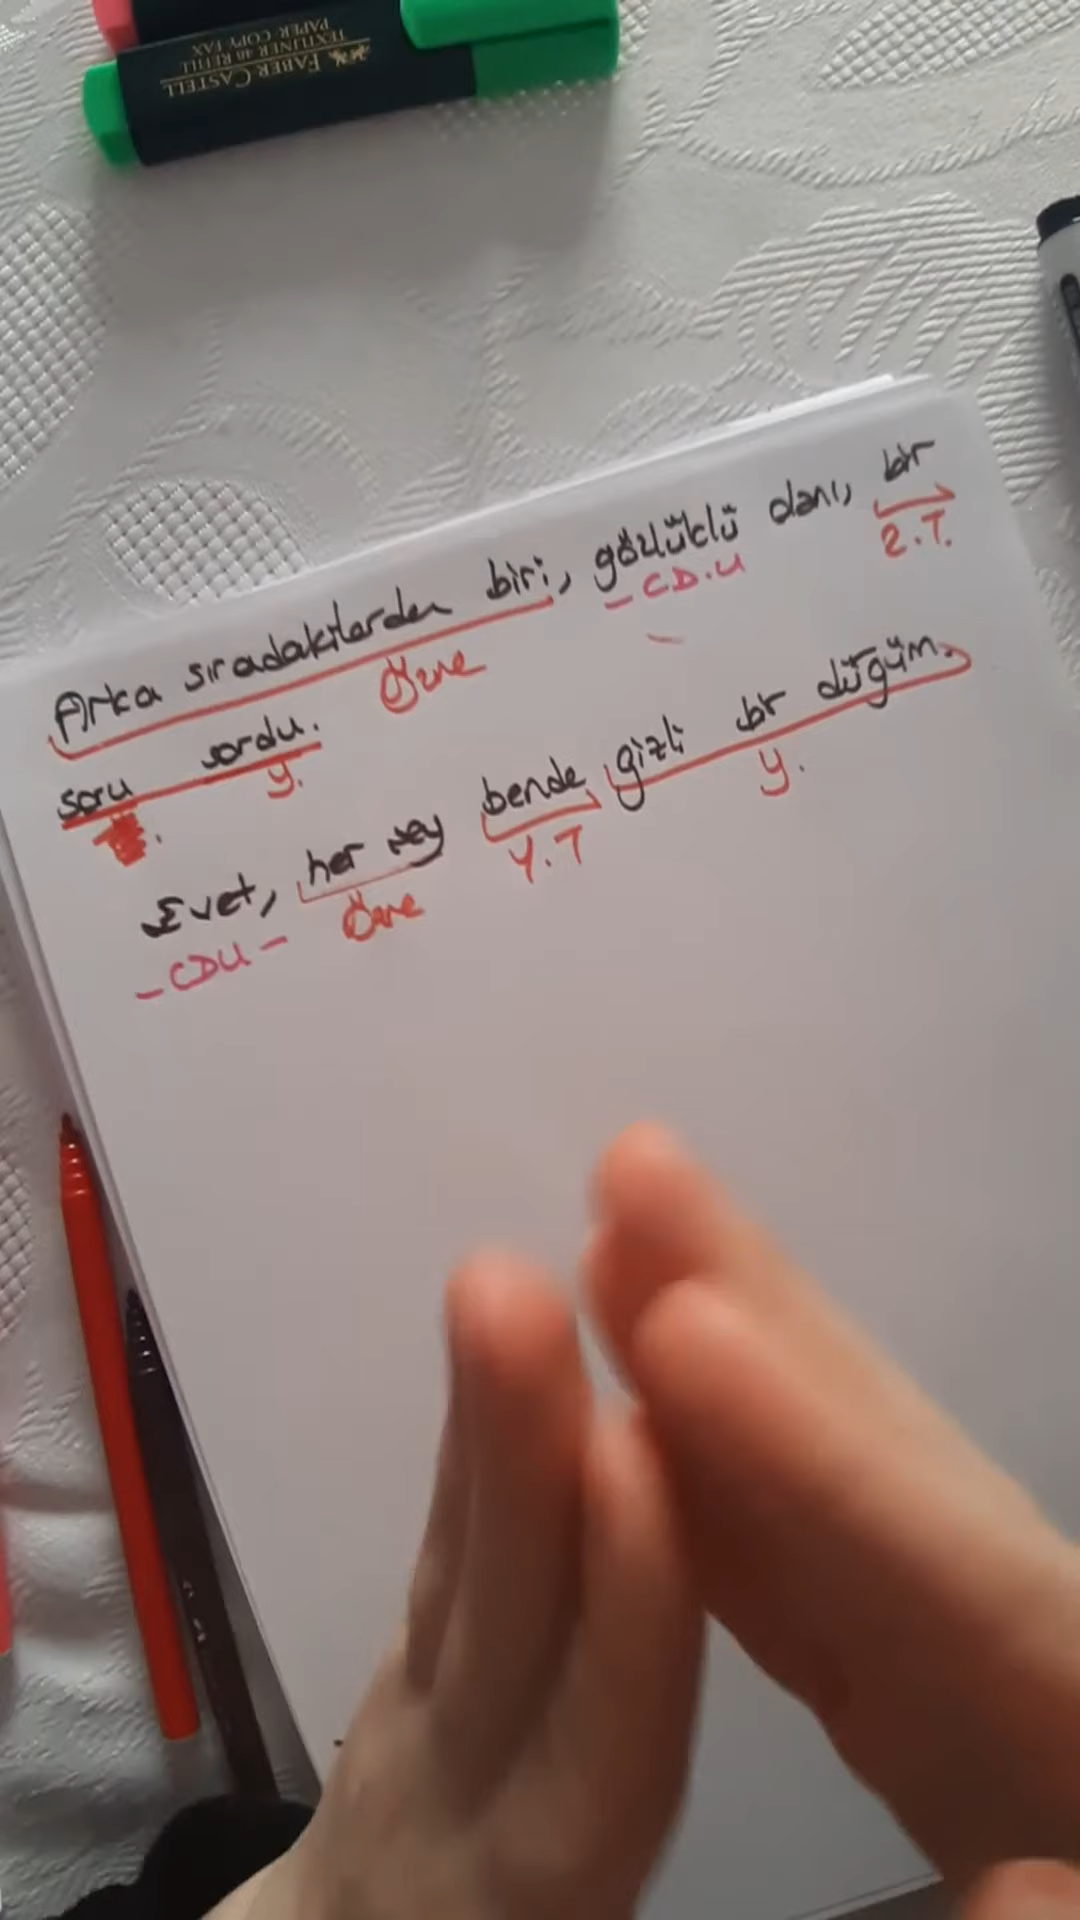 FABER CASTELL
TEXTLINER 48 REFILL
PAPER COPY FAX
Arka sıradakilerden biri, gözlüklü olanı, bir
Özne - CD.U Z.T.
soru sordu.
Y.
Evet, her şey bende gizli bir düğüm.
- CDU - Özne Y.T Y.